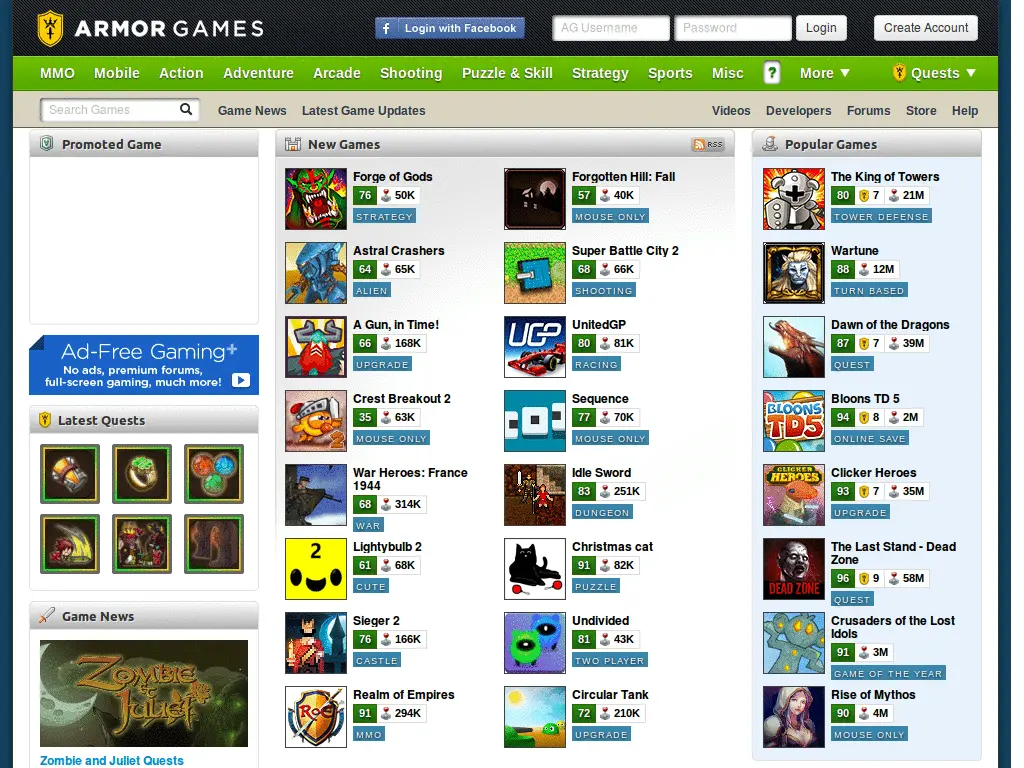 ARMOR GAMES
Login with Facebook
AG Username
Password
Login
Create Account
MMO Mobile Action Adventure Arcade Shooting Puzzle & Skill Strategy Sports Misc ? More Quests
Search Games
Game News Latest Game Updates
Videos Developers Forums Store Help
Promoted Game
Ad-Free Gaming+
No ads, premium forums,
full-screen gaming, much more!
Latest Quests
Game News
Zombie & Juliet
Zombie and Juliet Quests
New Games
RSS
Forge of Gods
76 50K
STRATEGY
Forgotten Hill: Fall
57 40K
MOUSE ONLY
Astral Crashers
64 65K
ALIEN
Super Battle City 2
68 66K
SHOOTING
A Gun, in Time!
66 168K
UPGRADE
UGP
UnitedGP
80 81K
RACING
2
Crest Breakout 2
35 63K
MOUSE ONLY
Sequence
77 70K
MOUSE ONLY
War Heroes: France
1944
68 314K
WAR
Idle Sword
83 251K
DUNGEON
2
Lightybulb 2
61 68K
CUTE
Christmas cat
91 82K
PUZZLE
Sieger 2
76 166K
CASTLE
Undivided
81 43K
TWO PLAYER
ROE
Realm of Empires
91 294K
MMO
Circular Tank
72 210K
UPGRADE
Popular Games
The King of Towers
80 7 21M
TOWER DEFENSE
Wartune
88 12M
TURN BASED
Dawn of the Dragons
87 7 39M
QUEST
BLOONS
TD5
Bloons TD 5
94 8 2M
ONLINE SAVE
CLICKER
HEROES
Clicker Heroes
93 7 35M
UPGRADE
DEAD ZONE
The Last Stand - Dead
Zone
96 9 58M
QUEST
Crusaders of the Lost
Idols
91 3M
GAME OF THE YEAR
Rise of Mythos
90 4M
MOUSE ONLY